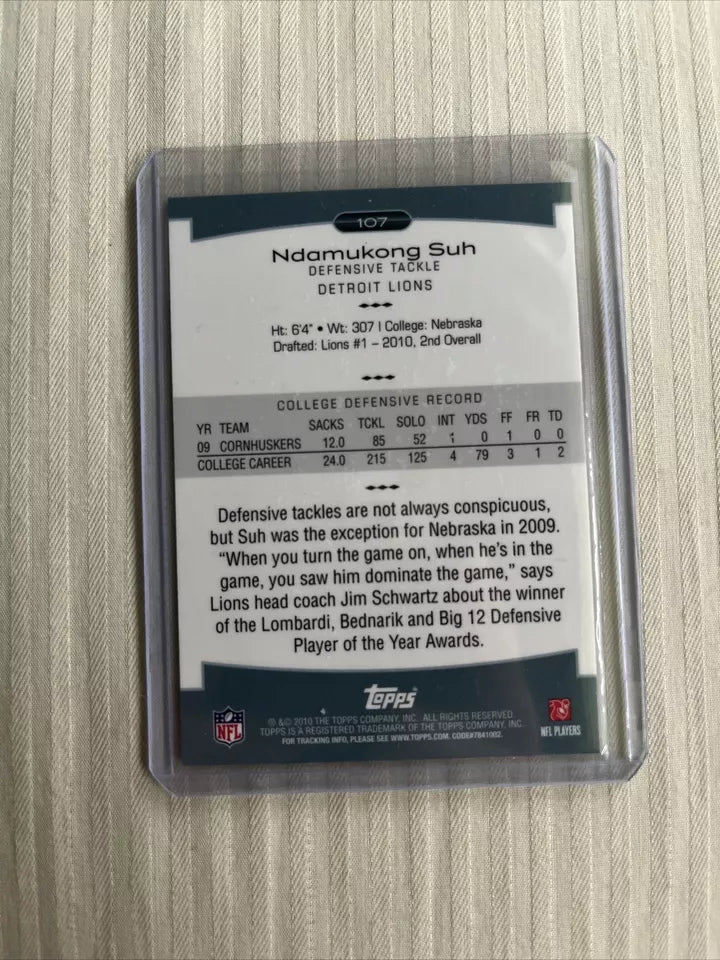 107
Ndamukong Suh
DEFENSIVE TACKLE
DETROIT LIONS
Ht: 6'4" • Wt: 307 | College: Nebraska
Drafted: Lions #1 – 2010, 2nd Overall
COLLEGE DEFENSIVE RECORD
YR TEAM SACKS TCKL SOLO INT YDS FF FR TD
09 CORNHUSKERS 12.0 85 52 1 0 1 0 0
COLLEGE CAREER 24.0 215 125 4 79 3 1 2
Defensive tackles are not always conspicuous,
but Suh was the exception for Nebraska in 2009.
“When you turn the game on, when he's in the
game, you saw him dominate the game,” says
Lions head coach Jim Schwartz about the winner
of the Lombardi, Bednarik and Big 12 Defensive
Player of the Year Awards.
Topps
® &© 2010 THE TOPPS COMPANY, INC. ALL RIGHTS RESERVED.
TOPPS IS A REGISTERED TRADEMARK OF THE TOPPS COMPANY, INC.
FOR TRACKING INFO, PLEASE SEE WWW.TOPPS.COM. CODE#7841002.
NFL
NFL PLAYERS